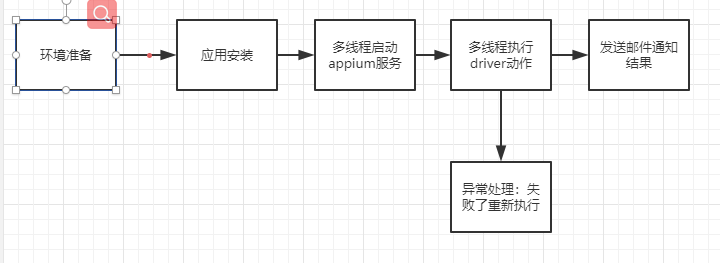 环境准备
应用安装
多线程启动
appium服务
多线程执行
driver动作
发送邮件通知
结果
异常处理：失
败了重新执行